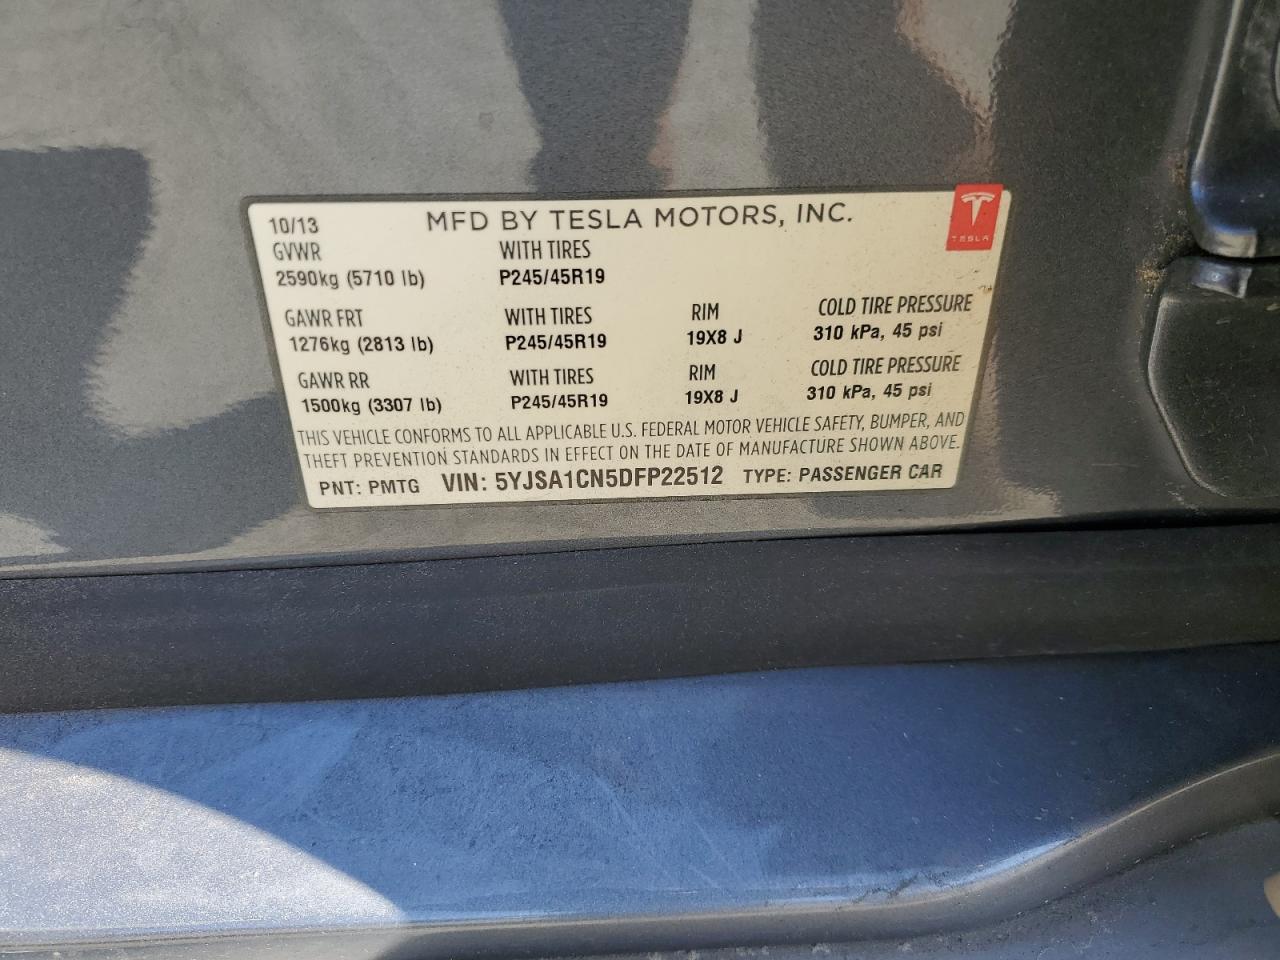 10/13 MFD BY TESLA MOTORS, INC.
TESLA
GVWR WITH TIRES
2590kg (5710 lb) P245/45R19
GAWR FRT WITH TIRES RIM COLD TIRE PRESSURE
1276kg (2813 lb) P245/45R19 19X8 J 310 kPa, 45 psi
GAWR RR WITH TIRES RIM COLD TIRE PRESSURE
1500kg (3307 lb) P245/45R19 19X8 J 310 kPa, 45 psi
THIS VEHICLE CONFORMS TO ALL APPLICABLE U.S. FEDERAL MOTOR VEHICLE SAFETY, BUMPER, AND
THEFT PREVENTION STANDARDS IN EFFECT ON THE DATE OF MANUFACTURE SHOWN ABOVE.
PNT: PMTG VIN: 5YJSA1CN5DFP22512 TYPE: PASSENGER CAR